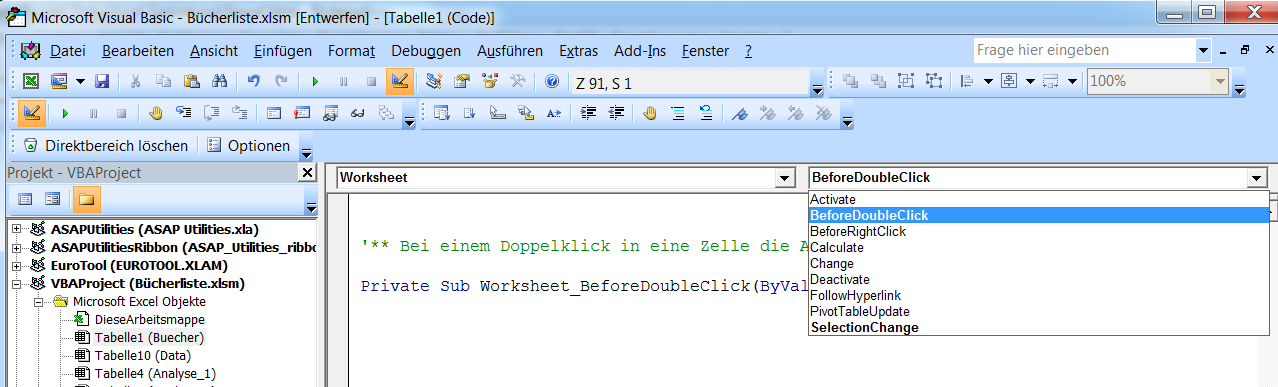 Microsoft Visual Basic - Bücherliste.xlsm [Entwerfen] - [Tabelle1 (Code)]
Datei Bearbeiten Ansicht Einfügen Format Debuggen Ausführen Extras Add-Ins Fenster ? Frage hier eingeben
Z 91, S 1 100%
Direktbereich löschen Optionen
Projekt - VBAProject
Worksheet BeforeDoubleClick
Activate
BeforeDoubleClick
BeforeRightClick
Calculate
Change
Deactivate
FollowHyperlink
PivotTableUpdate
SelectionChange
'** Bei einem Doppelklick in eine Zelle die A
Private Sub Worksheet_BeforeDoubleClick(ByVal
ASAPUtilities (ASAP Utilities.xla)
ASAPUtilitiesRibbon (ASAP_Utilities_ribbo
EuroTool (EUROTOOL.XLAM)
VBAProject (Bücherliste.xlsm)
Microsoft Excel Objekte
DieseArbeitsmappe
Tabelle1 (Buecher)
Tabelle10 (Data)
Tabelle4 (Analyse_1)